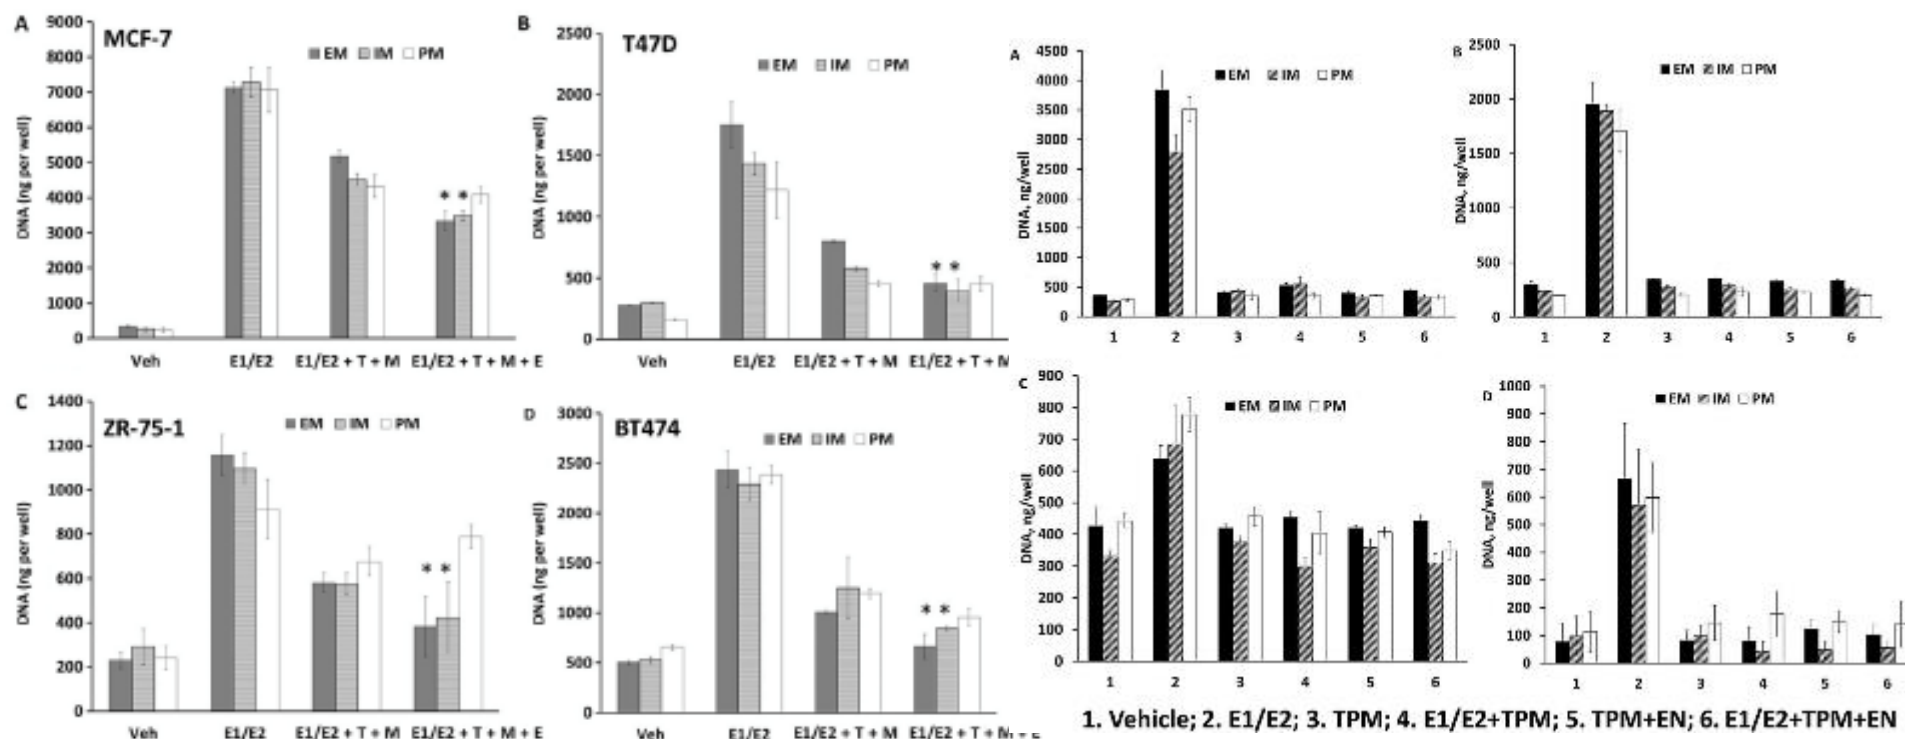 A
MCF-7
EM IM PM
DNA (ng per well)
9000
8000
7000
6000
5000
4000
3000
2000
1000
0
* *
Veh E1/E2 E1/E2 + T + M E1/E2 + T + M + E
B
T47D
EM IM PM
DNA (ng per well)
2500
2000
1500
1000
500
0
* *
Veh E1/E2 E1/E2 + T + M E1/E2 + T + M
A
EM IM PM
DNA, ng/well
4500
4000
3500
3000
2500
2000
1500
1000
500
0
1 2 3 4 5 6
B
EM IM PM
DNA, ng/well
2500
2000
1500
1000
500
0
1 2 3 4 5 6
C
ZR-75-1
EM IM PM
DNA (ng per well)
1400
1200
1000
800
600
400
200
0
* *
Veh E1/E2 E1/E2 + T + M E1/E2 + T + M + E
D
BT474
EM IM PM
DNA (ng per well)
3000
2500
2000
1500
1000
500
0
* *
Veh E1/E2 E1/E2 + T + M E1/E2 + T + M + E
C
EM IM PM
DNA, ng/well
900
800
700
600
500
400
300
200
100
0
1 2 3 4 5 6
D
EM IM PM
DNA, ng/well
1000
900
800
700
600
500
400
300
200
100
0
1 2 3 4 5 6
1. Vehicle; 2. E1/E2; 3. TPM; 4. E1/E2+TPM; 5. TPM+EN; 6. E1/E2+TPM+EN